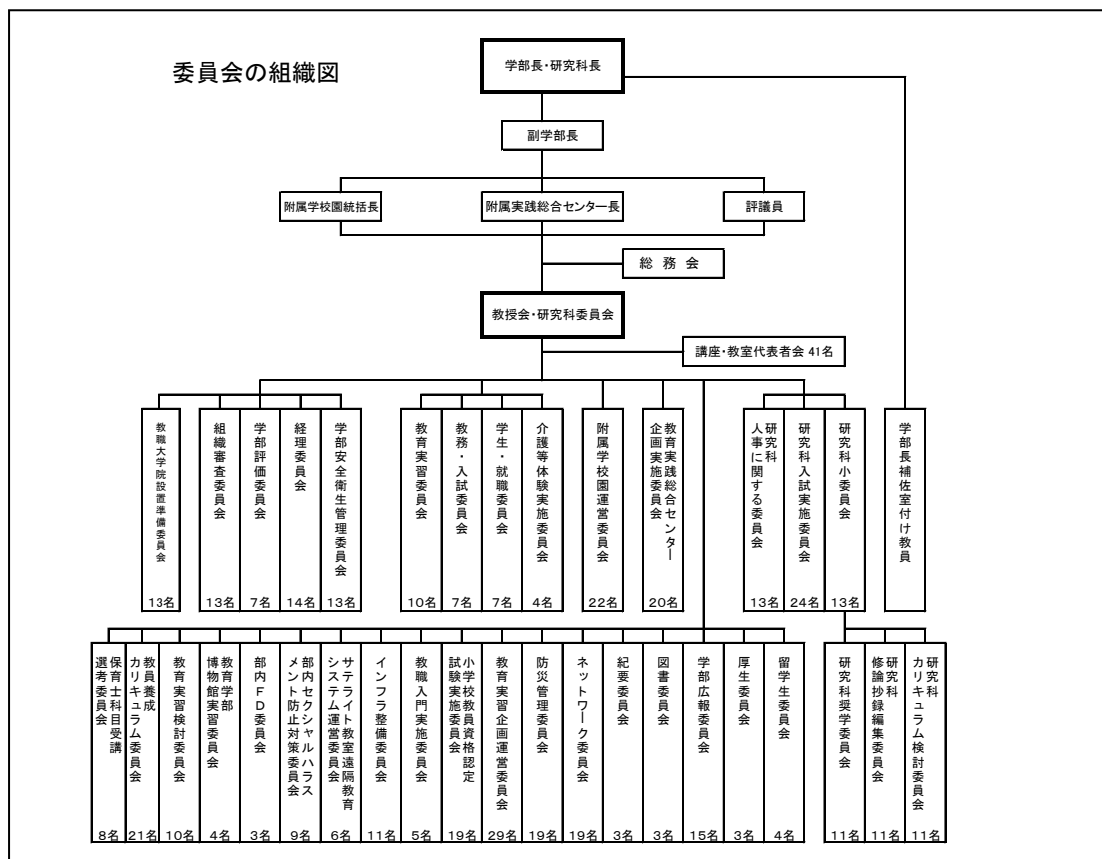 委員会の組織図
学部長・研究科長
副学部長
附属学校園統括長
附属実践総合センター長
評議員
総務会
教授会・研究科委員会
講座・教室代表者会 41名
教職大学院設置準備委員会
13名
組織審査委員会
13名
学部評価委員会
7名
経理委員会
14名
学部安全衛生管理委員会
13名
教育実習委員会
10名
教務・入試委員会
7名
学生・就職委員会
7名
介護等体験実施委員会
4名
附属学校園運営委員会
22名
教育実践総合センター
企画実施委員会
20名
研究科
人事に関する委員会
13名
研究科入試実施委員会
24名
研究科小委員会
13名
学部長補佐室付け教員
保育士科目受講
選考委員会
8名
教員養成
カリキュラム委員会
21名
教育実習検討委員会
10名
教育学部
博物館実習委員会
4名
部内FD委員会
3名
部内セクシャルハラス
メント防止対策委員会
9名
サテライト教室遠隔教育
システム運営委員会
6名
インフラ整備委員会
11名
教職入門実施委員会
5名
小学校教員資格認定
試験実施委員会
19名
教育実習企画運営委員会
29名
防災管理委員会
19名
ネットワーク委員会
19名
紀要委員会
3名
図書委員会
3名
学部広報委員会
15名
厚生委員会
3名
留学生委員会
4名
研究科奨学委員会
11名
研究科
修論抄録編集委員会
11名
研究科
カリキュラム検討委員会
11名